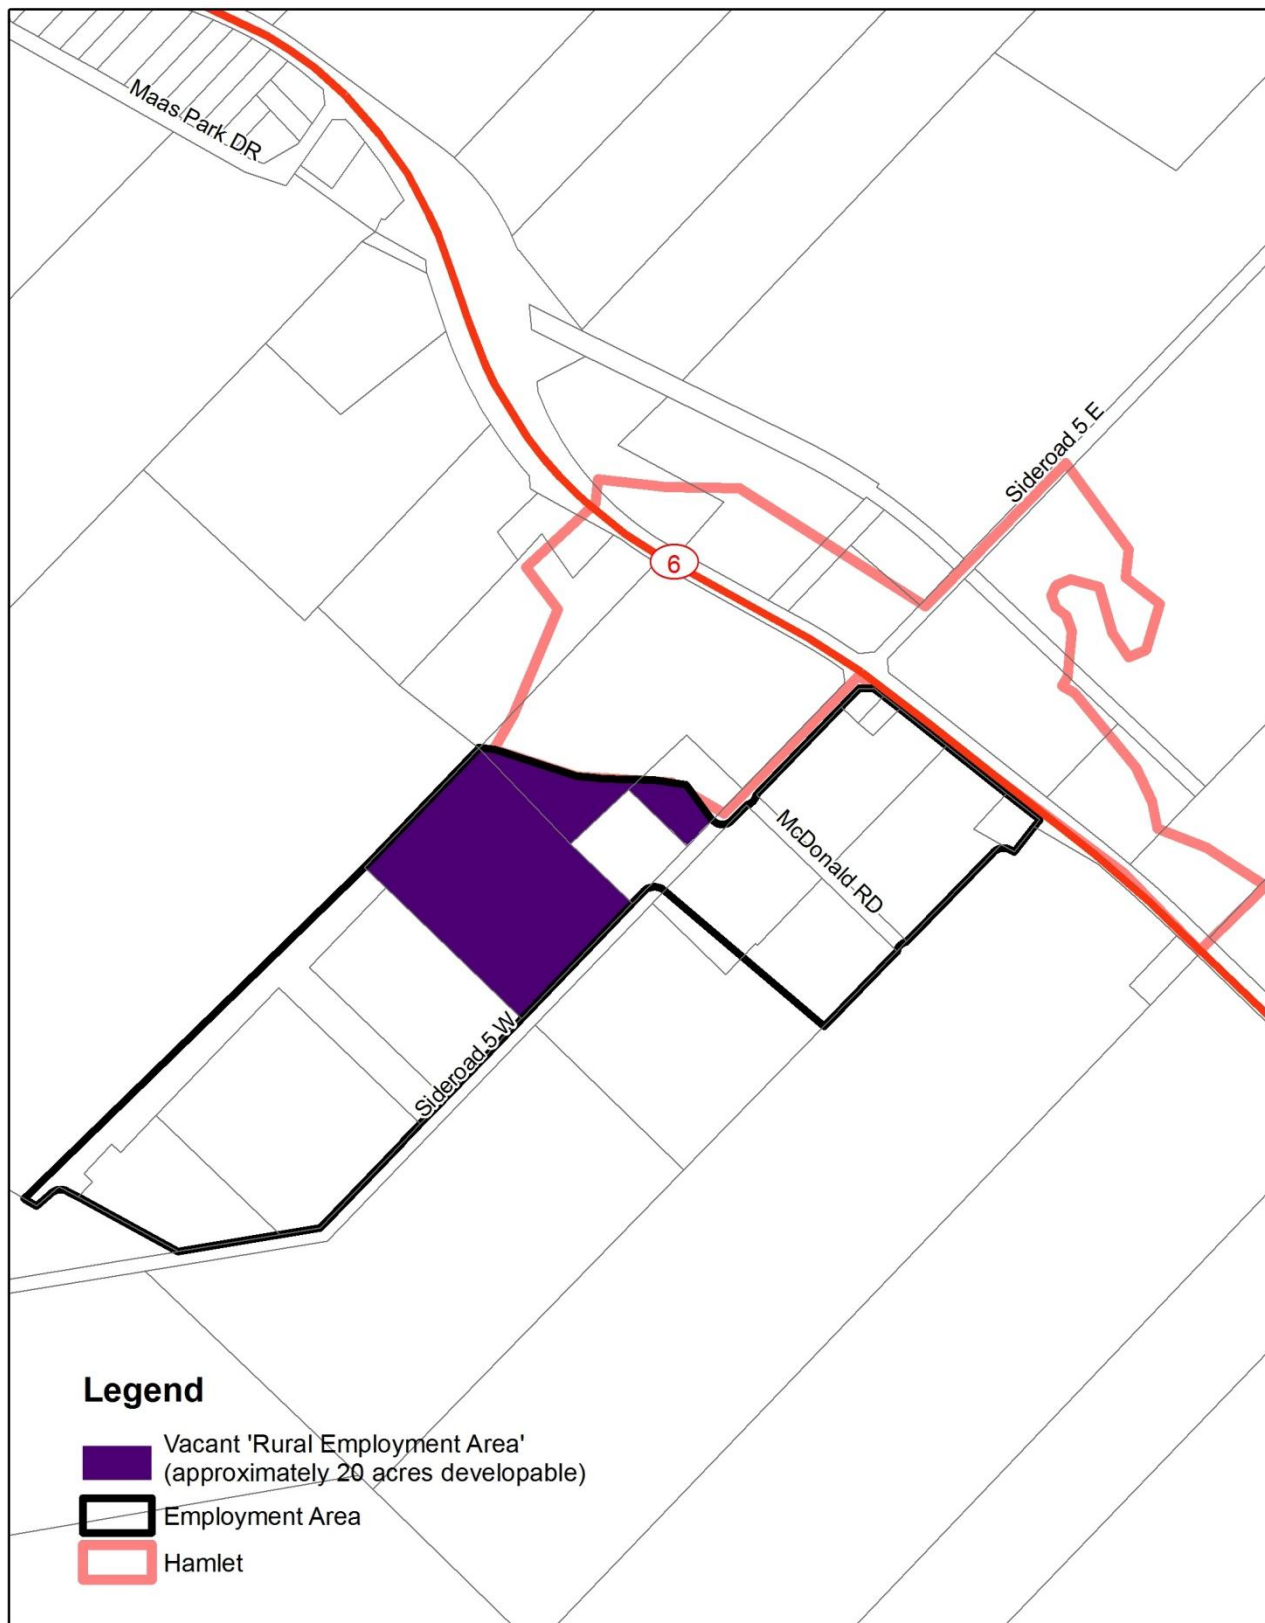 Maas Park DR
Sideroad 5 E
6
McDonald RD
Sideroad 5 W
Legend
Vacant 'Rural Employment Area'
(approximately 20 acres developable)
Employment Area
Hamlet